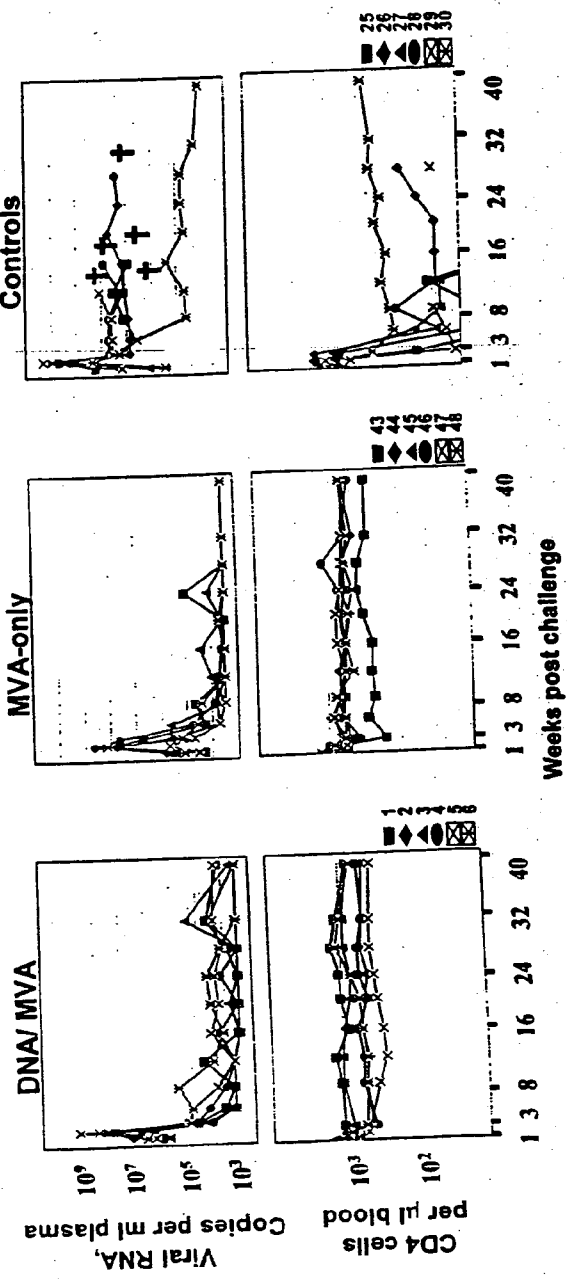 DNA/ MVA
MVA-only
Controls
Viral RNA,
Copies per ml plasma
10⁹
10⁷
10⁵
10³
CD4 cells
per μl blood
10³
10²
1 3 8 16 24 32 40
1 2 3 4 5 6
1 3 8 16 24 32 40
43 44 45 46 47 48
1 3 8 16 24 32 40
25 26 27 28 29 30
Weeks post challenge